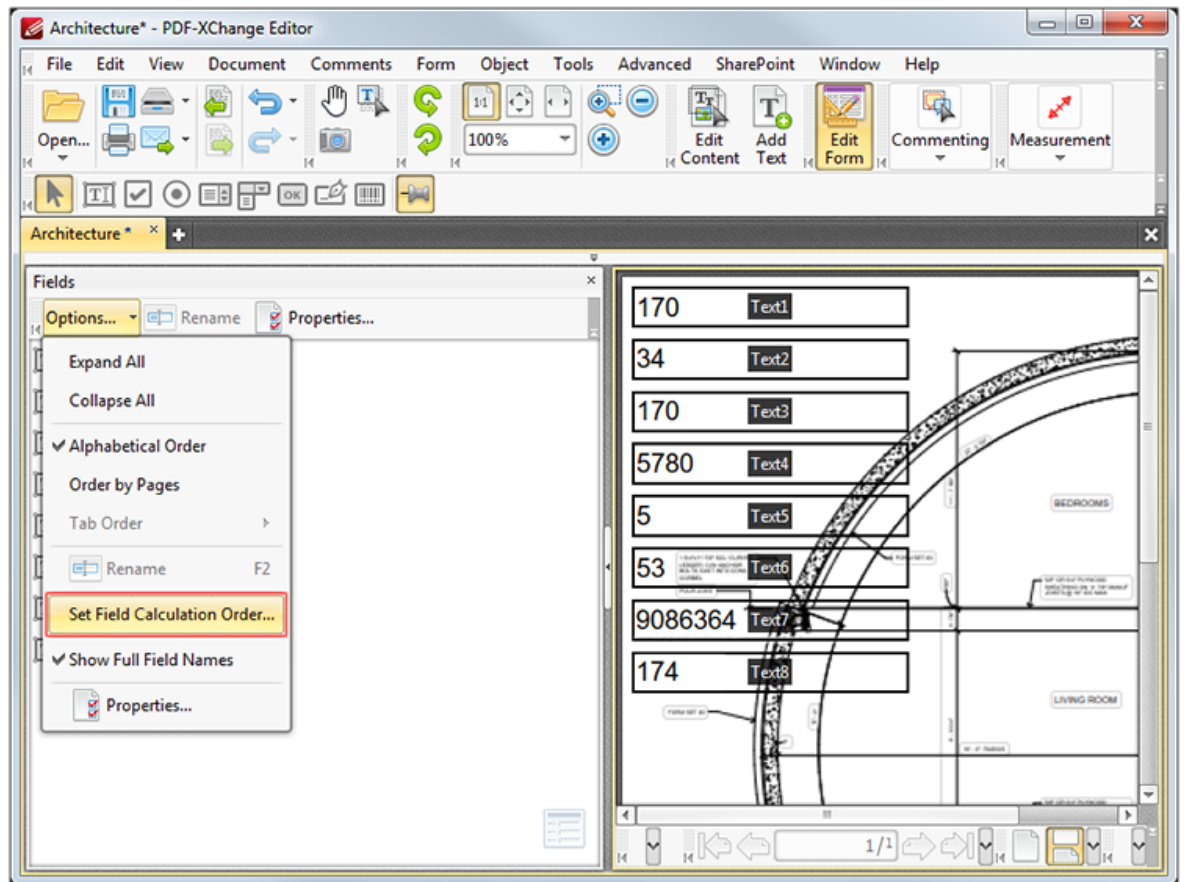 Architecture* - PDF-XChange Editor
File Edit View Document Comments Form Object Tools Advanced SharePoint Window Help
Open...
1:1
100%
Edit Content
Add Text
Edit Form
Commenting
Measurement
OK
Architecture *
Fields
Options... Rename Properties...
Expand All
Collapse All
Alphabetical Order
Order by Pages
Tab Order
Rename F2
Set Field Calculation Order...
Show Full Field Names
Properties...
170 Text1
34 Text2
170 Text3
5780 Text4
5 Text5
53 Text6
9086364 Text7
174 Text8
BEDROOMS
LIVING ROOM
1/1